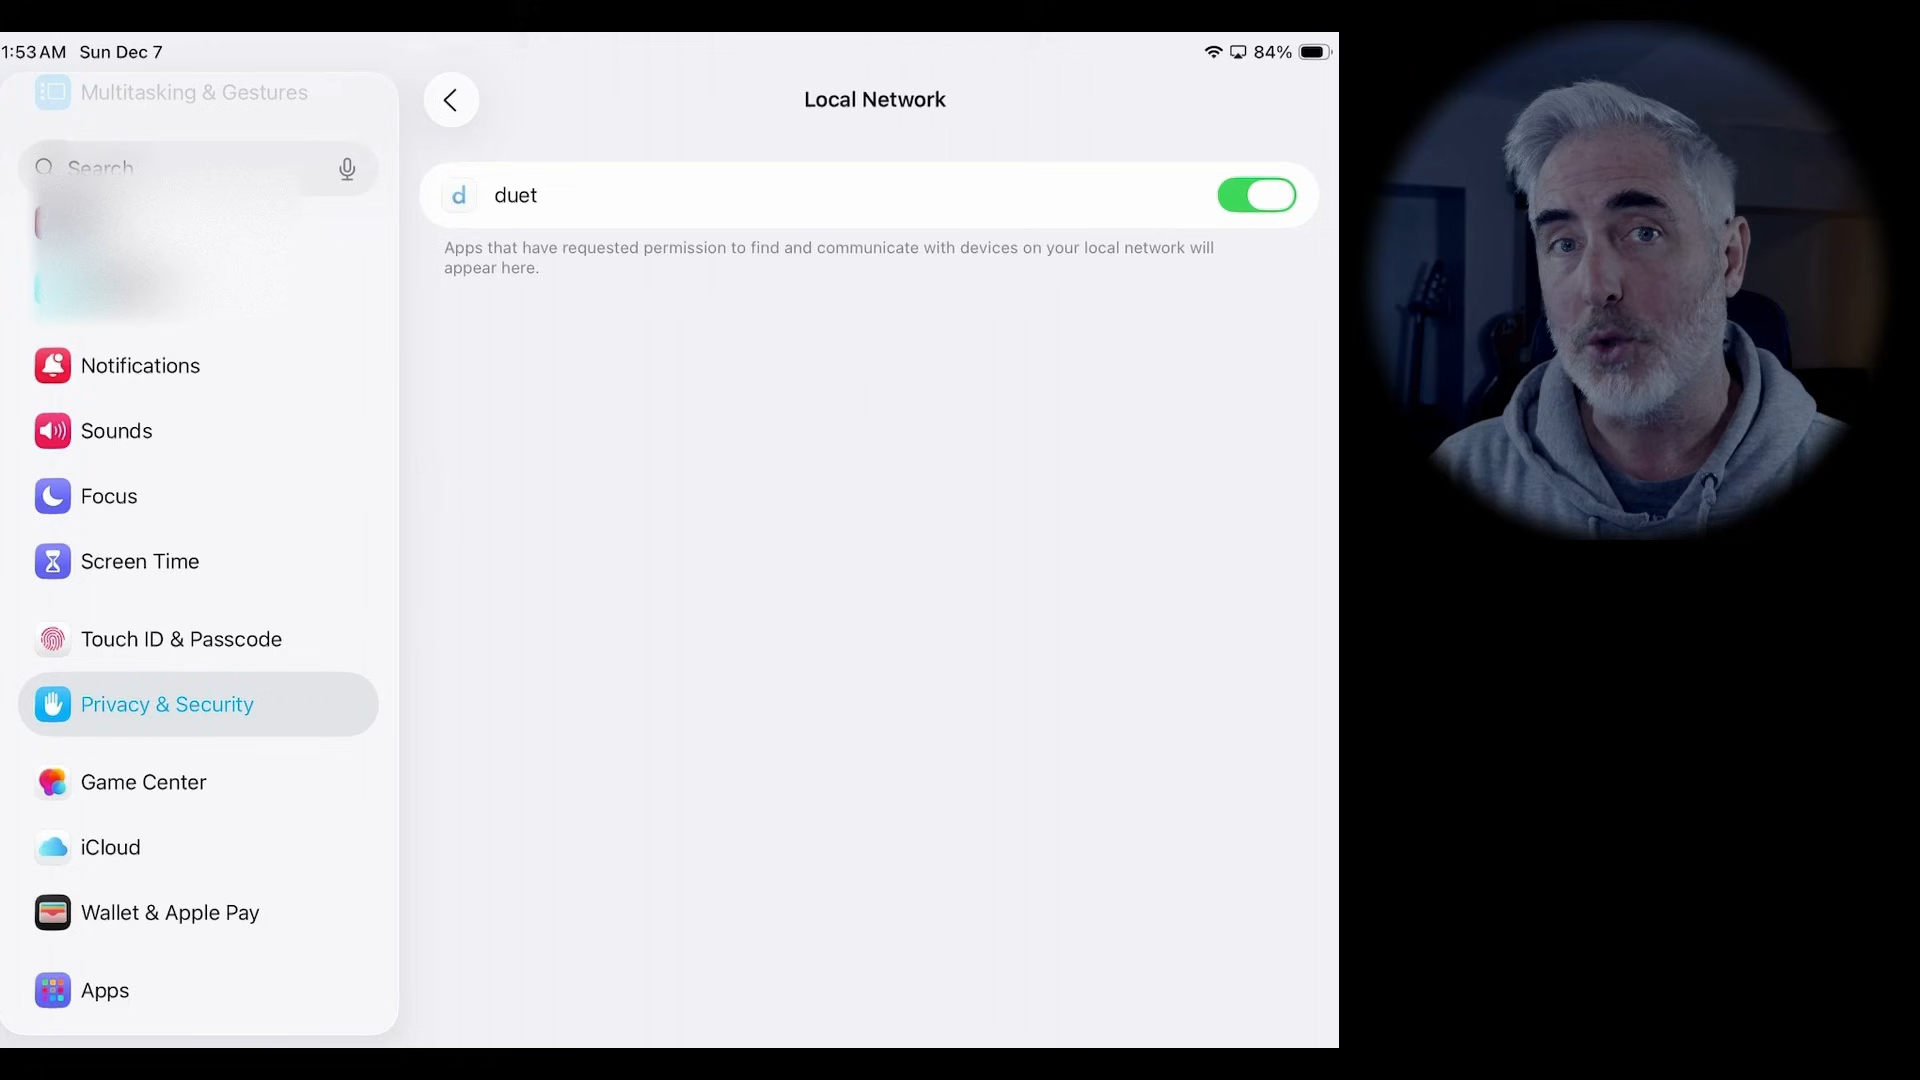 1:53 AM Sun Dec 7
84%
Multitasking & Gestures
Search
Notifications
Sounds
Focus
Screen Time
Touch ID & Passcode
Privacy & Security
Game Center
iCloud
Wallet & Apple Pay
Apps
Local Network
d duet
Apps that have requested permission to find and communicate with devices on your local network will
appear here.